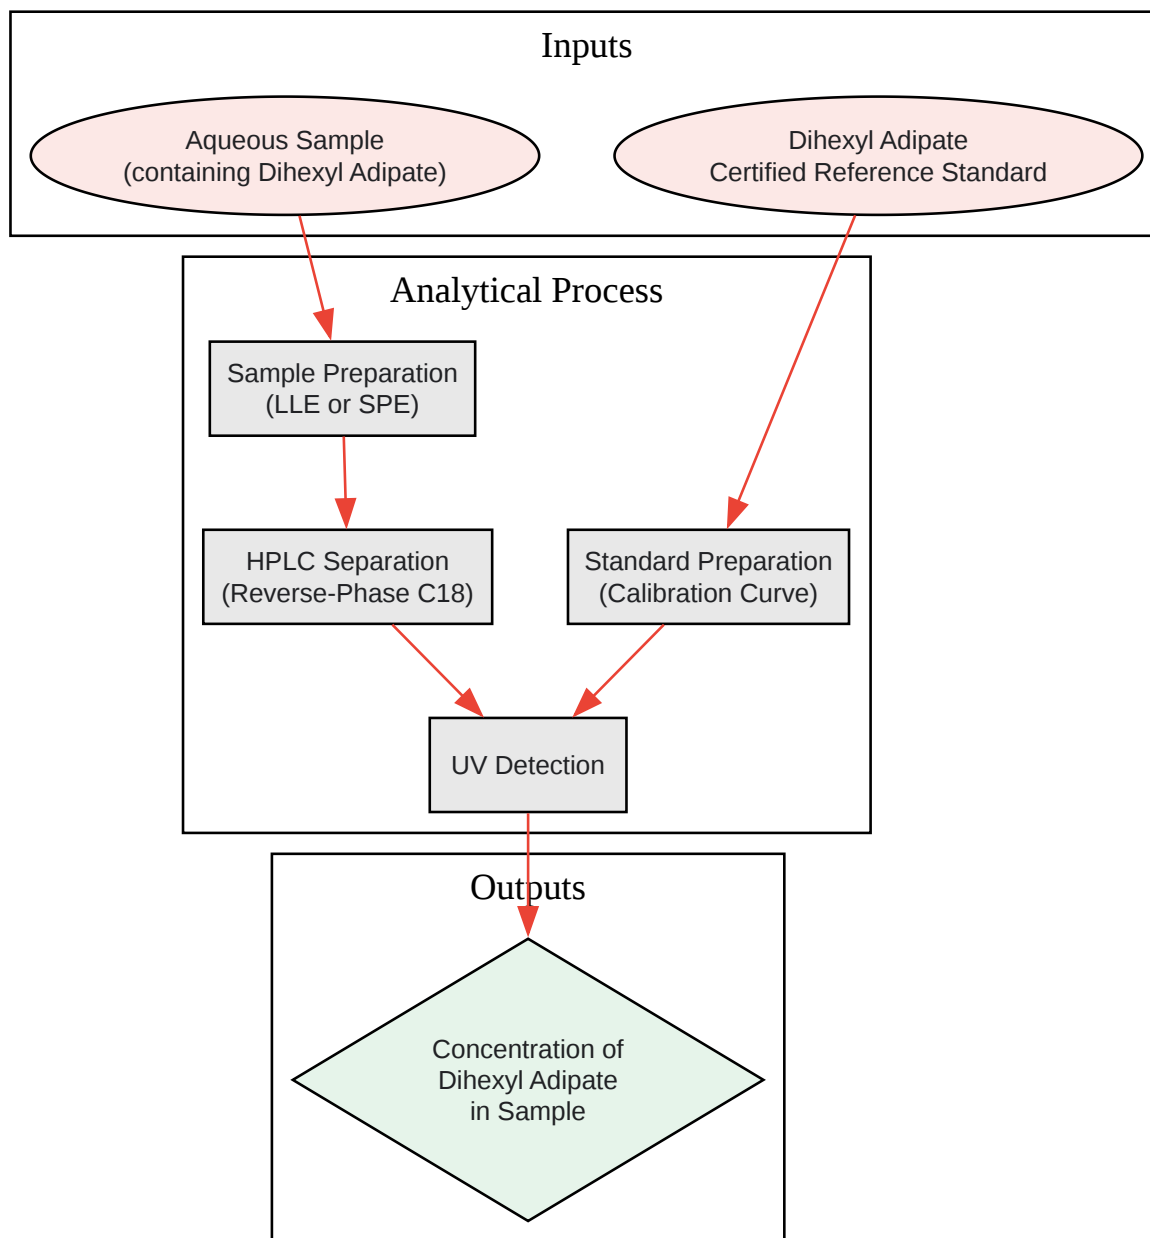 Inputs
Aqueous Sample
(containing Dihexyl Adipate)
Dihexyl Adipate
Certified Reference Standard
Analytical Process
Sample Preparation
(LLE or SPE)
HPLC Separation
(Reverse-Phase C18)
Standard Preparation
(Calibration Curve)
UV Detection
Outputs
Concentration of
Dihexyl Adipate
in Sample